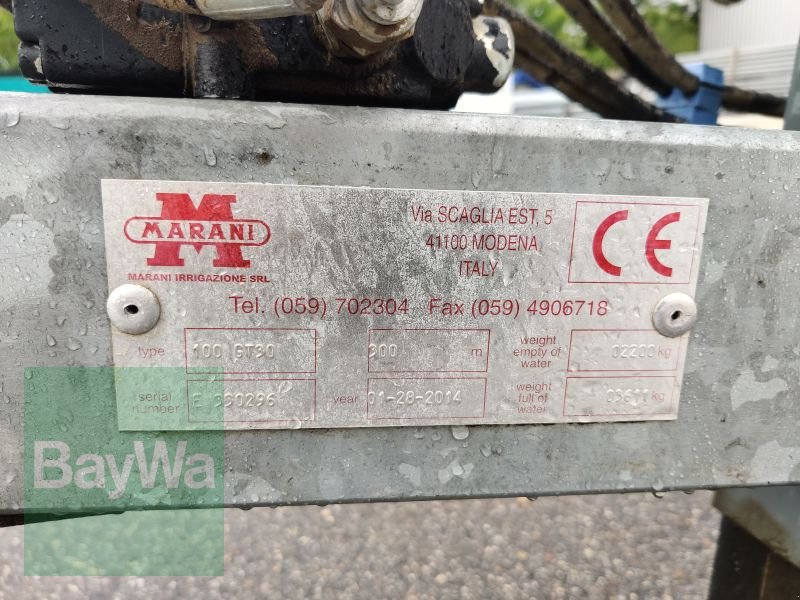 MARANI
MARANI IRRIGAZIONE SRL
Via SCAGLIA EST, 5
41100 MODENA
ITALY
CE
Tel. (059) 702304 Fax (059) 4906718
type 100 GT90 300 m
weight empty of water 02200 kg
serial number year 01-28-2014
weight full of water kg
BayWa